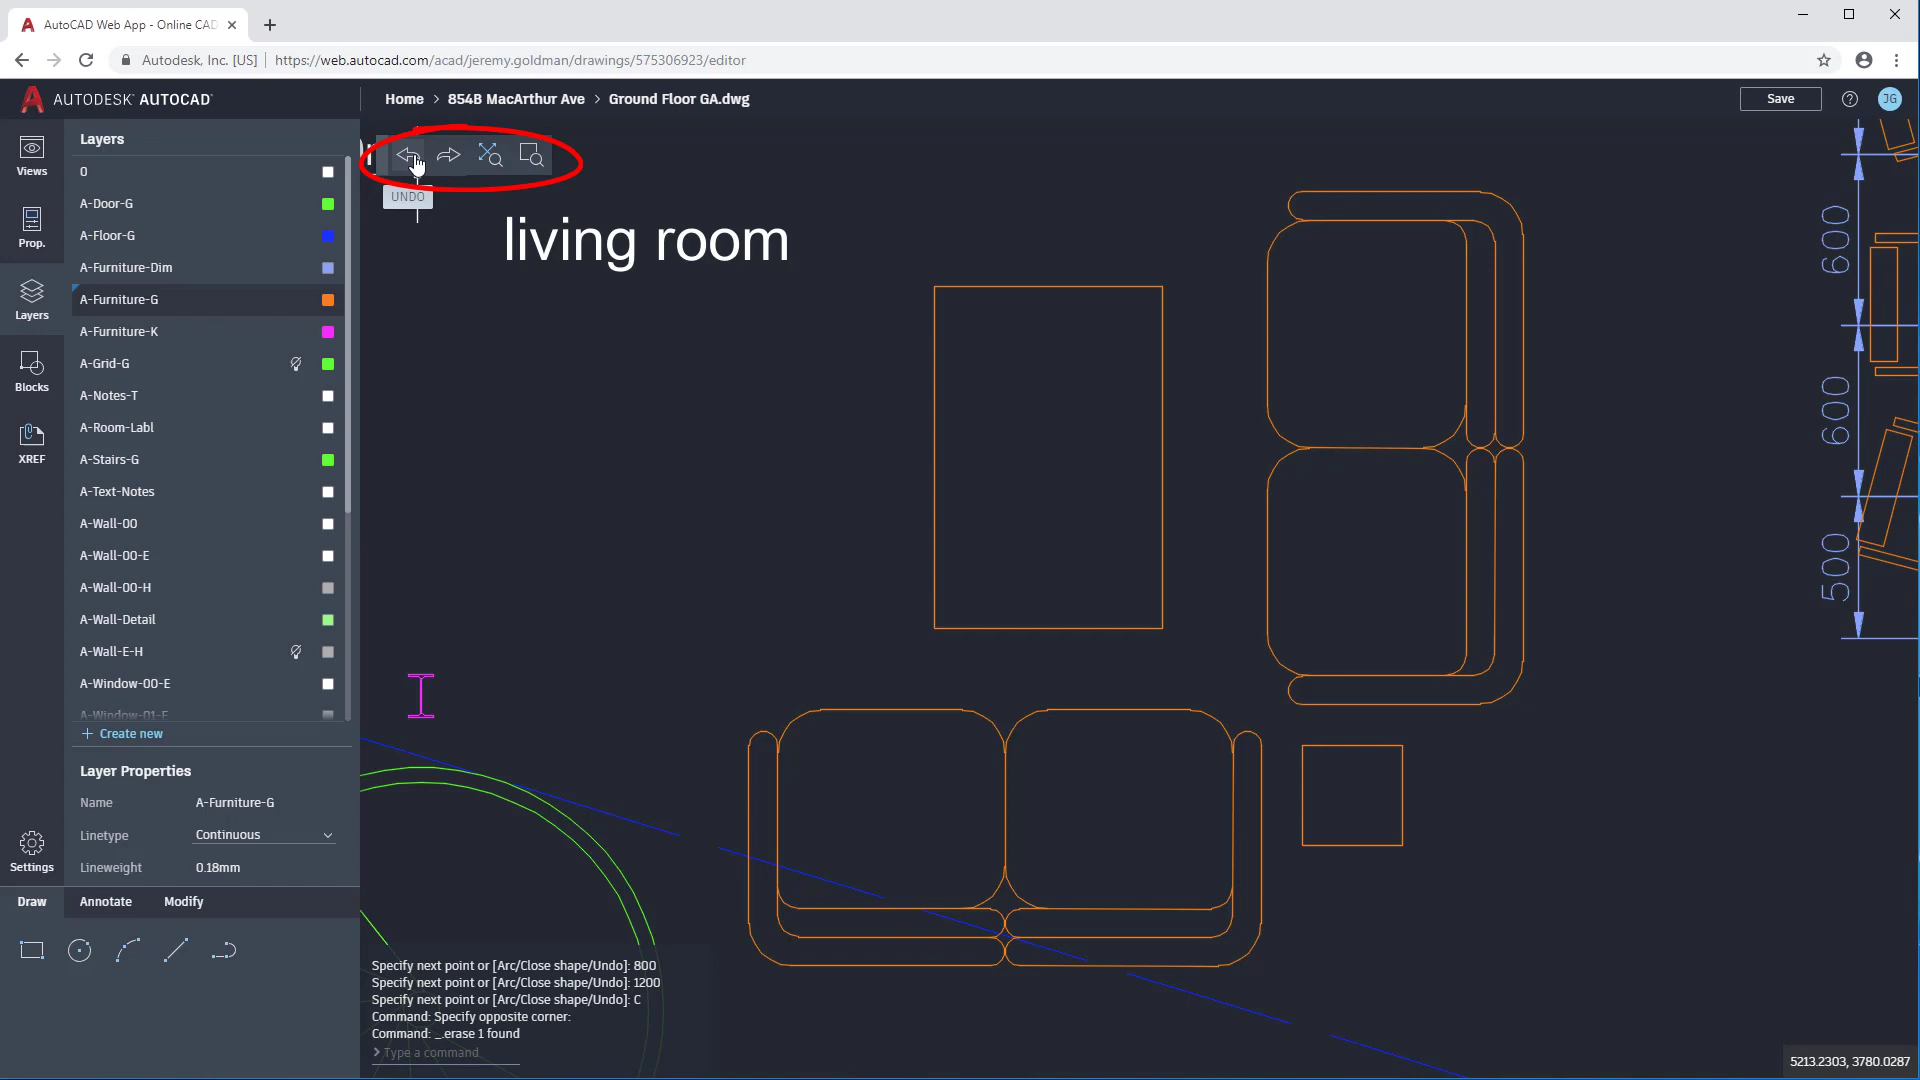 AutoCAD Web App - Online CAD
Autodesk, Inc. [US]
https://web.autocad.com/acad/jeremy.goldman/drawings/575306923/editor
AUTODESK® AUTOCAD®
Home > 854B MacArthur Ave > Ground Floor GA.dwg
Save
JG
Views
Prop.
Layers
Blocks
XREF
Settings
Layers
0
A-Door-G
A-Floor-G
A-Furniture-Dim
A-Furniture-G
A-Furniture-K
A-Grid-G
A-Notes-T
A-Room-Labl
A-Stairs-G
A-Text-Notes
A-Wall-00
A-Wall-00-E
A-Wall-00-H
A-Wall-Detail
A-Wall-E-H
A-Window-00-E
A-Window-01-E
+ Create new
Layer Properties
Name A-Furniture-G
Linetype Continuous
Lineweight 0.18mm
Draw Annotate Modify
UNDO
living room
600
600
500
Specify next point or [Arc/Close shape/Undo]: 800
Specify next point or [Arc/Close shape/Undo]: 1200
Specify next point or [Arc/Close shape/Undo]: C
Command: Specify opposite corner:
Command: _.erase 1 found
> Type a command
5213.2303, 3780.0287